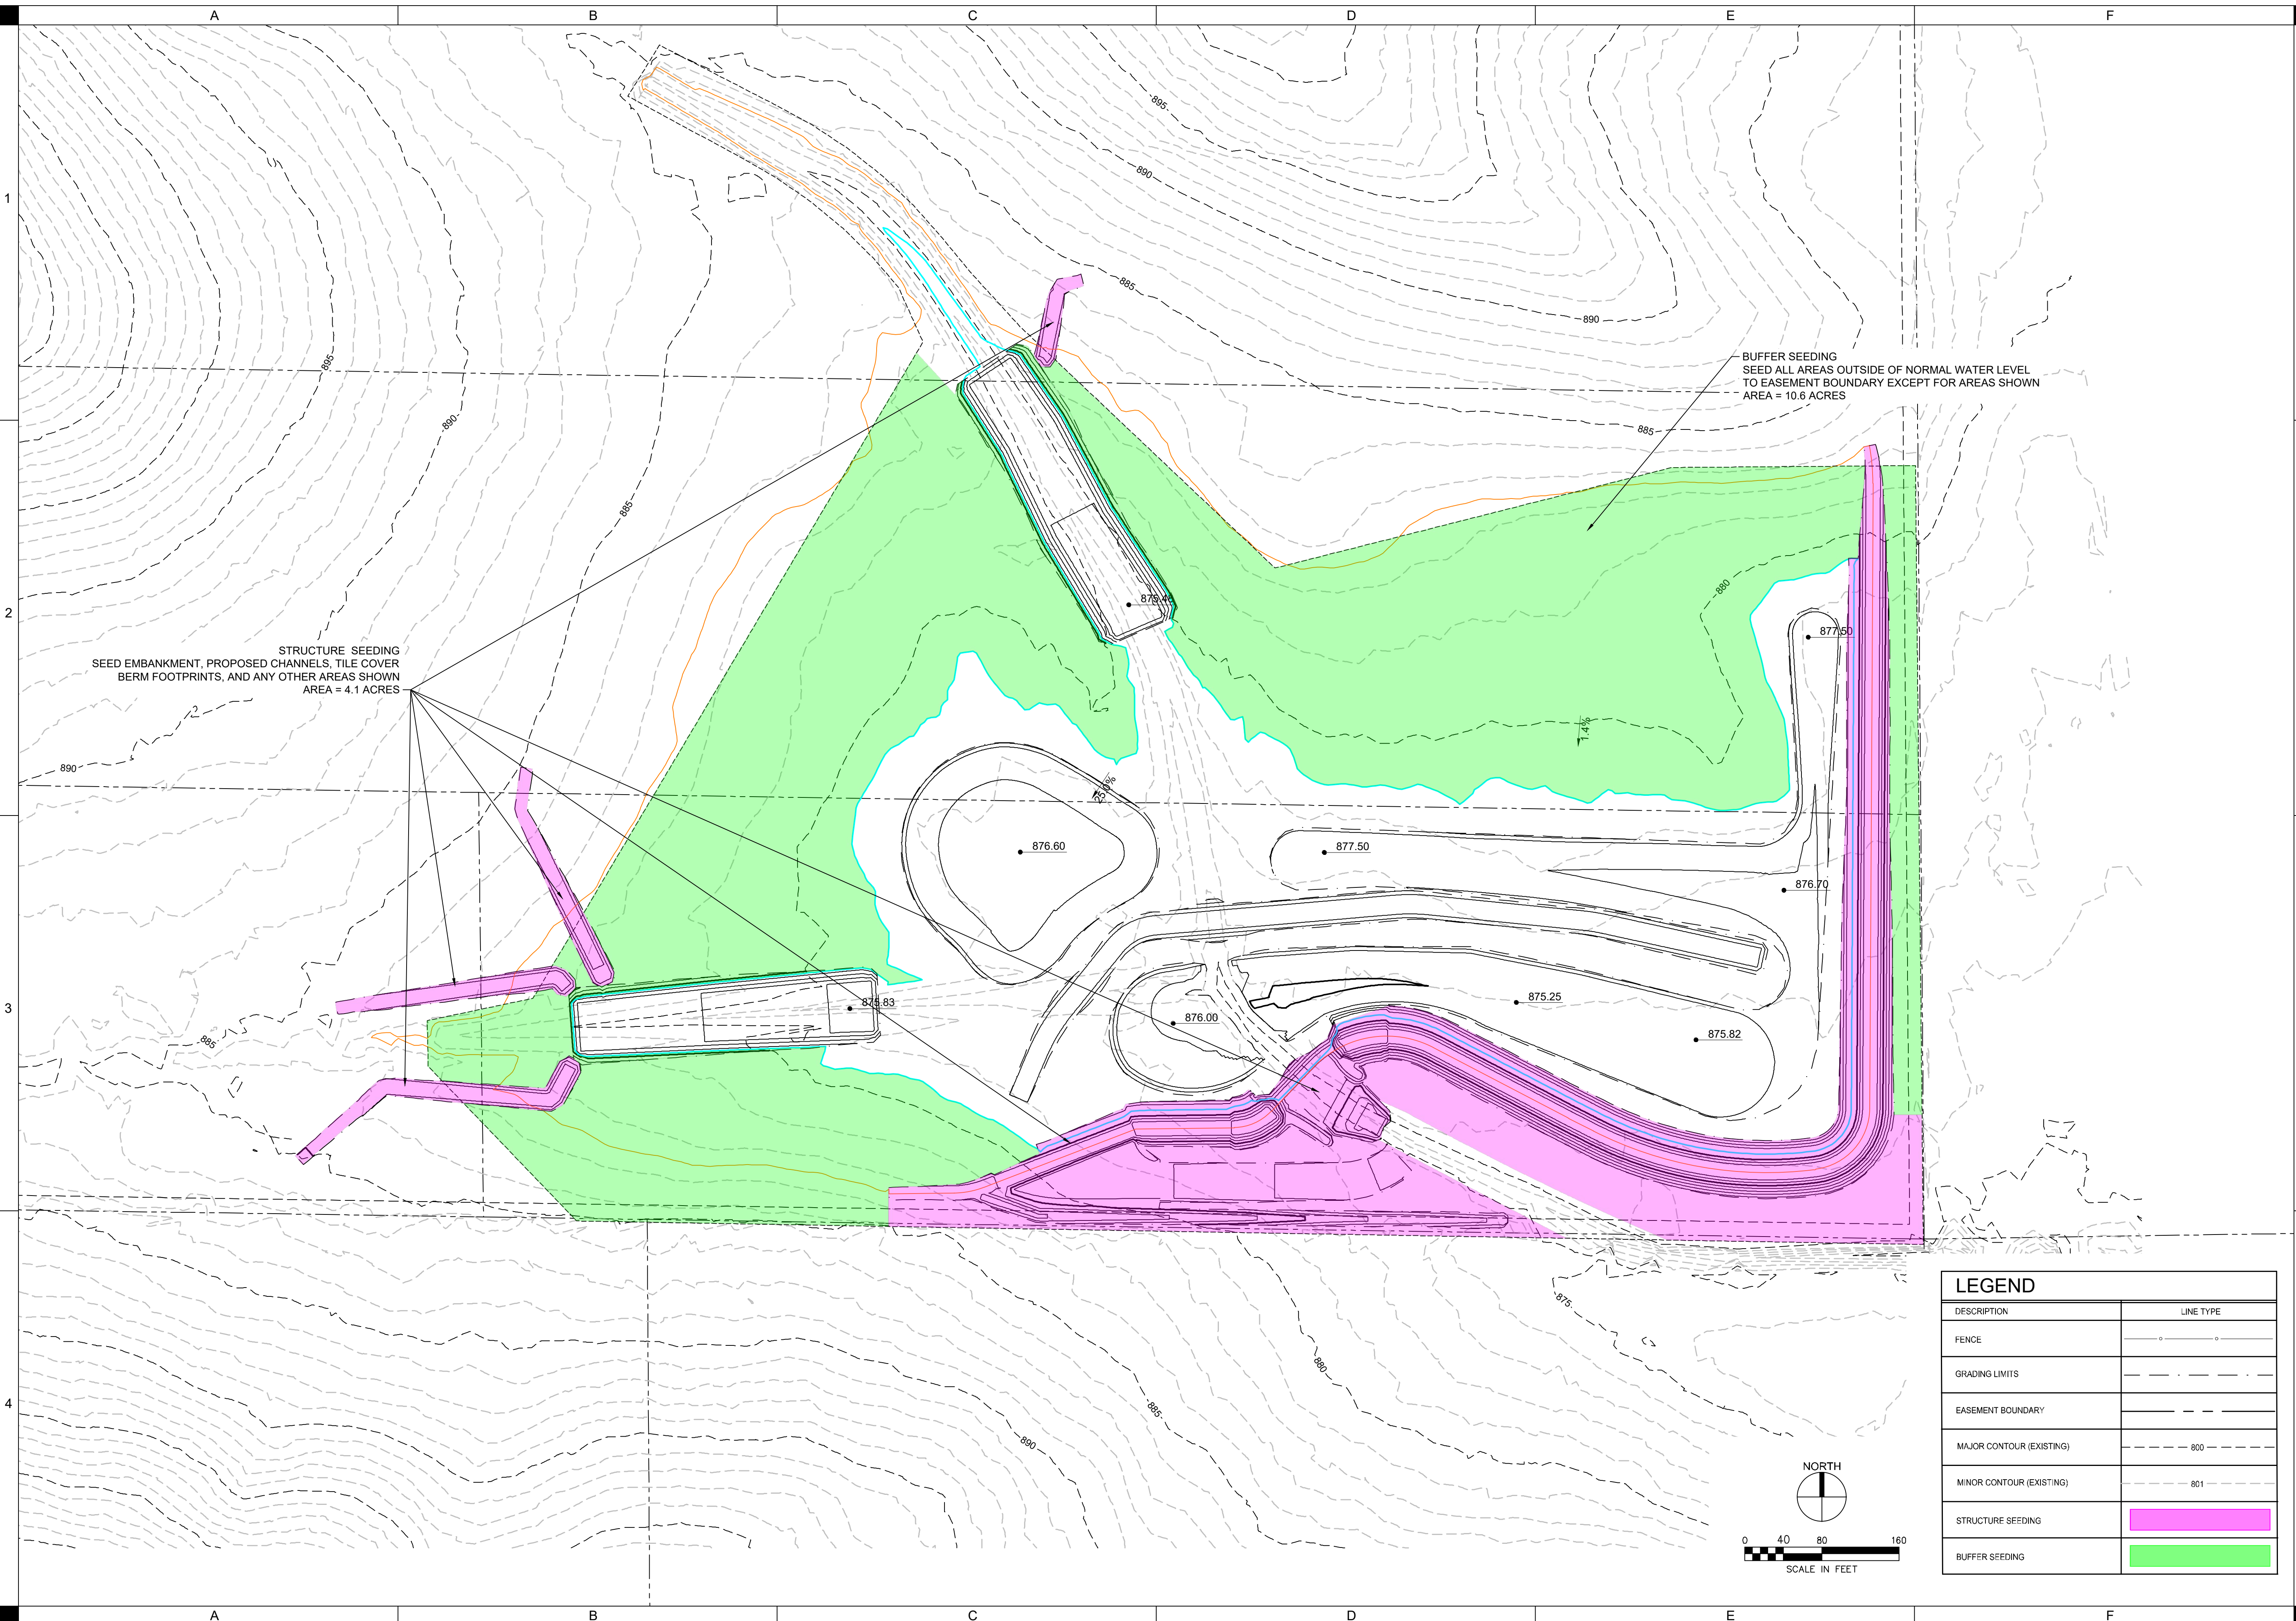 A B C D E F
1
2
3
4
895
890
885
890
895
890
885
BUFFER SEEDING
SEED ALL AREAS OUTSIDE OF NORMAL WATER LEVEL
TO EASEMENT BOUNDARY EXCEPT FOR AREAS SHOWN
AREA = 10.6 ACRES
885
885
880
877.50
STRUCTURE SEEDING
SEED EMBANKMENT, PROPOSED CHANNELS, TILE COVER
BERM FOOTPRINTS, AND ANY OTHER AREAS SHOWN
AREA = 4.1 ACRES
1.4%
890
25.0%
876.60
877.50
876.70
875.83
875.25
876.00
875.82
885
875
880
885
890
NORTH
0 40 80 160
SCALE IN FEET
LEGEND
DESCRIPTION LINE TYPE
FENCE
GRADING LIMITS
EASEMENT BOUNDARY
MAJOR CONTOUR (EXISTING) 800
MINOR CONTOUR (EXISTING) 801
STRUCTURE SEEDING
BUFFER SEEDING
A B C D E F